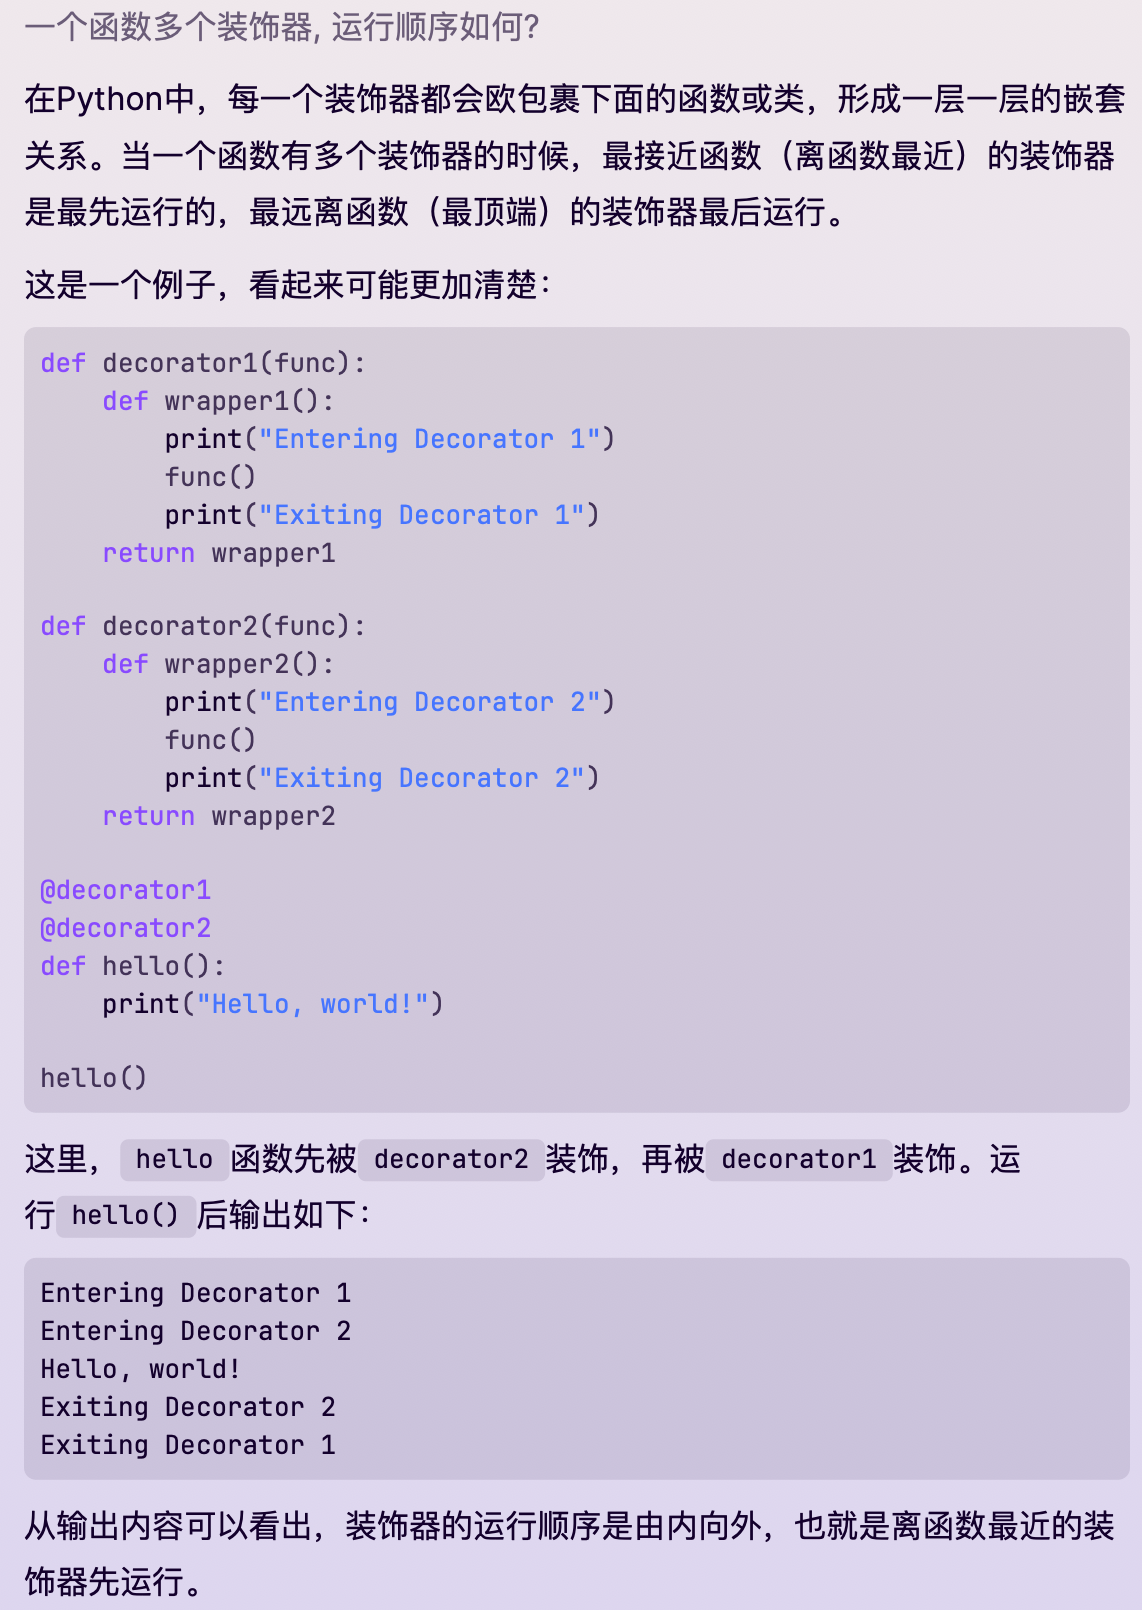 一个函数多个装饰器, 运行顺序如何?
在Python中，每一个装饰器都会欧包裹下面的函数或类，形成一层一层的嵌套
关系。当一个函数有多个装饰器的时候，最接近函数（离函数最近）的装饰器
是最先运行的，最远离函数（最顶端）的装饰器最后运行。
这是一个例子，看起来可能更加清楚：
def decorator1(func):
    def wrapper1():
        print("Entering Decorator 1")
        func()
        print("Exiting Decorator 1")
    return wrapper1

def decorator2(func):
    def wrapper2():
        print("Entering Decorator 2")
        func()
        print("Exiting Decorator 2")
    return wrapper2

@decorator1
@decorator2
def hello():
    print("Hello, world!")

hello()
这里， hello 函数先被 decorator2 装饰，再被 decorator1 装饰。运
行 hello() 后输出如下：
Entering Decorator 1
Entering Decorator 2
Hello, world!
Exiting Decorator 2
Exiting Decorator 1
从输出内容可以看出，装饰器的运行顺序是由内向外，也就是离函数最近的装
饰器先运行。